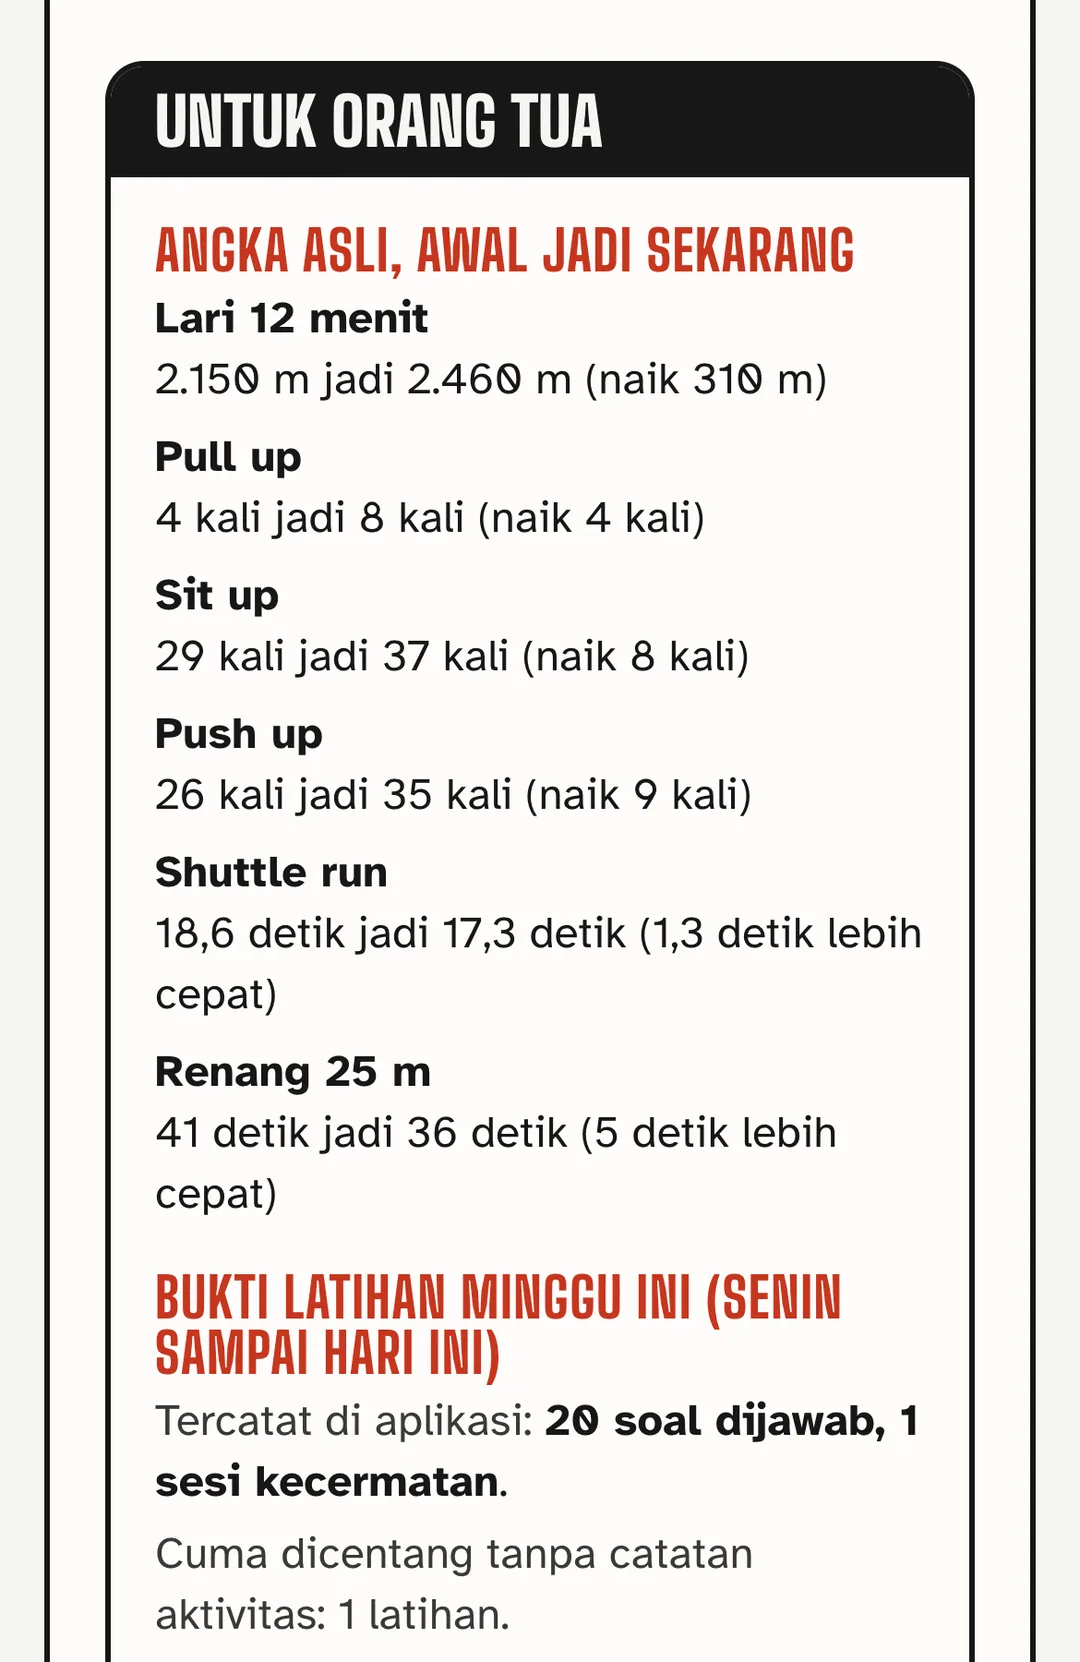 UNTUK ORANG TUA
ANGKA ASLI, AWAL JADI SEKARANG
Lari 12 menit
2.150 m jadi 2.460 m (naik 310 m)
Pull up
4 kali jadi 8 kali (naik 4 kali)
Sit up
29 kali jadi 37 kali (naik 8 kali)
Push up
26 kali jadi 35 kali (naik 9 kali)
Shuttle run
18,6 detik jadi 17,3 detik (1,3 detik lebih
cepat)
Renang 25 m
41 detik jadi 36 detik (5 detik lebih
cepat)
BUKTI LATIHAN MINGGU INI (SENIN
SAMPAI HARI INI)
Tercatat di aplikasi: 20 soal dijawab, 1
sesi kecermatan.
Cuma dicentang tanpa catatan
aktivitas: 1 latihan.